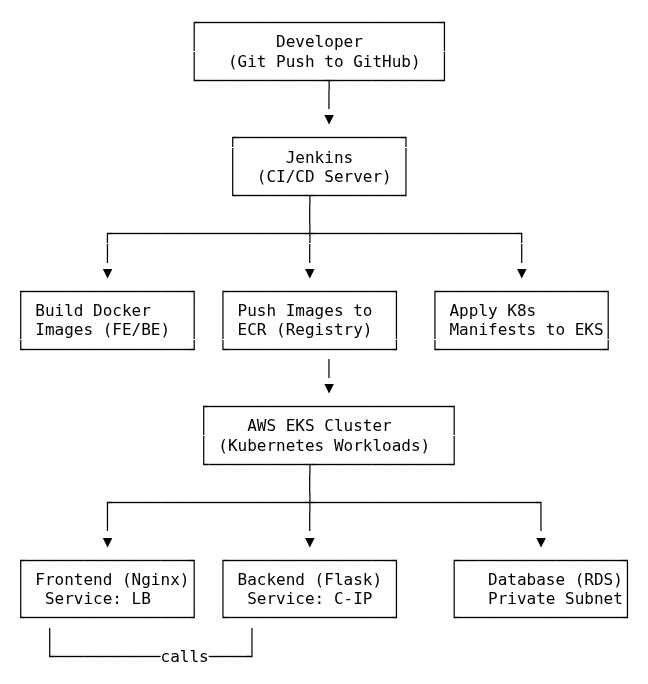 Developer
(Git Push to GitHub)
Jenkins
(CI/CD Server)
Build Docker
Images (FE/BE)
Push Images to
ECR (Registry)
Apply K8s
Manifests to EKS
AWS EKS Cluster
(Kubernetes Workloads)
Frontend (Nginx)
Service: LB
Backend (Flask)
Service: C-IP
Database (RDS)
Private Subnet
calls